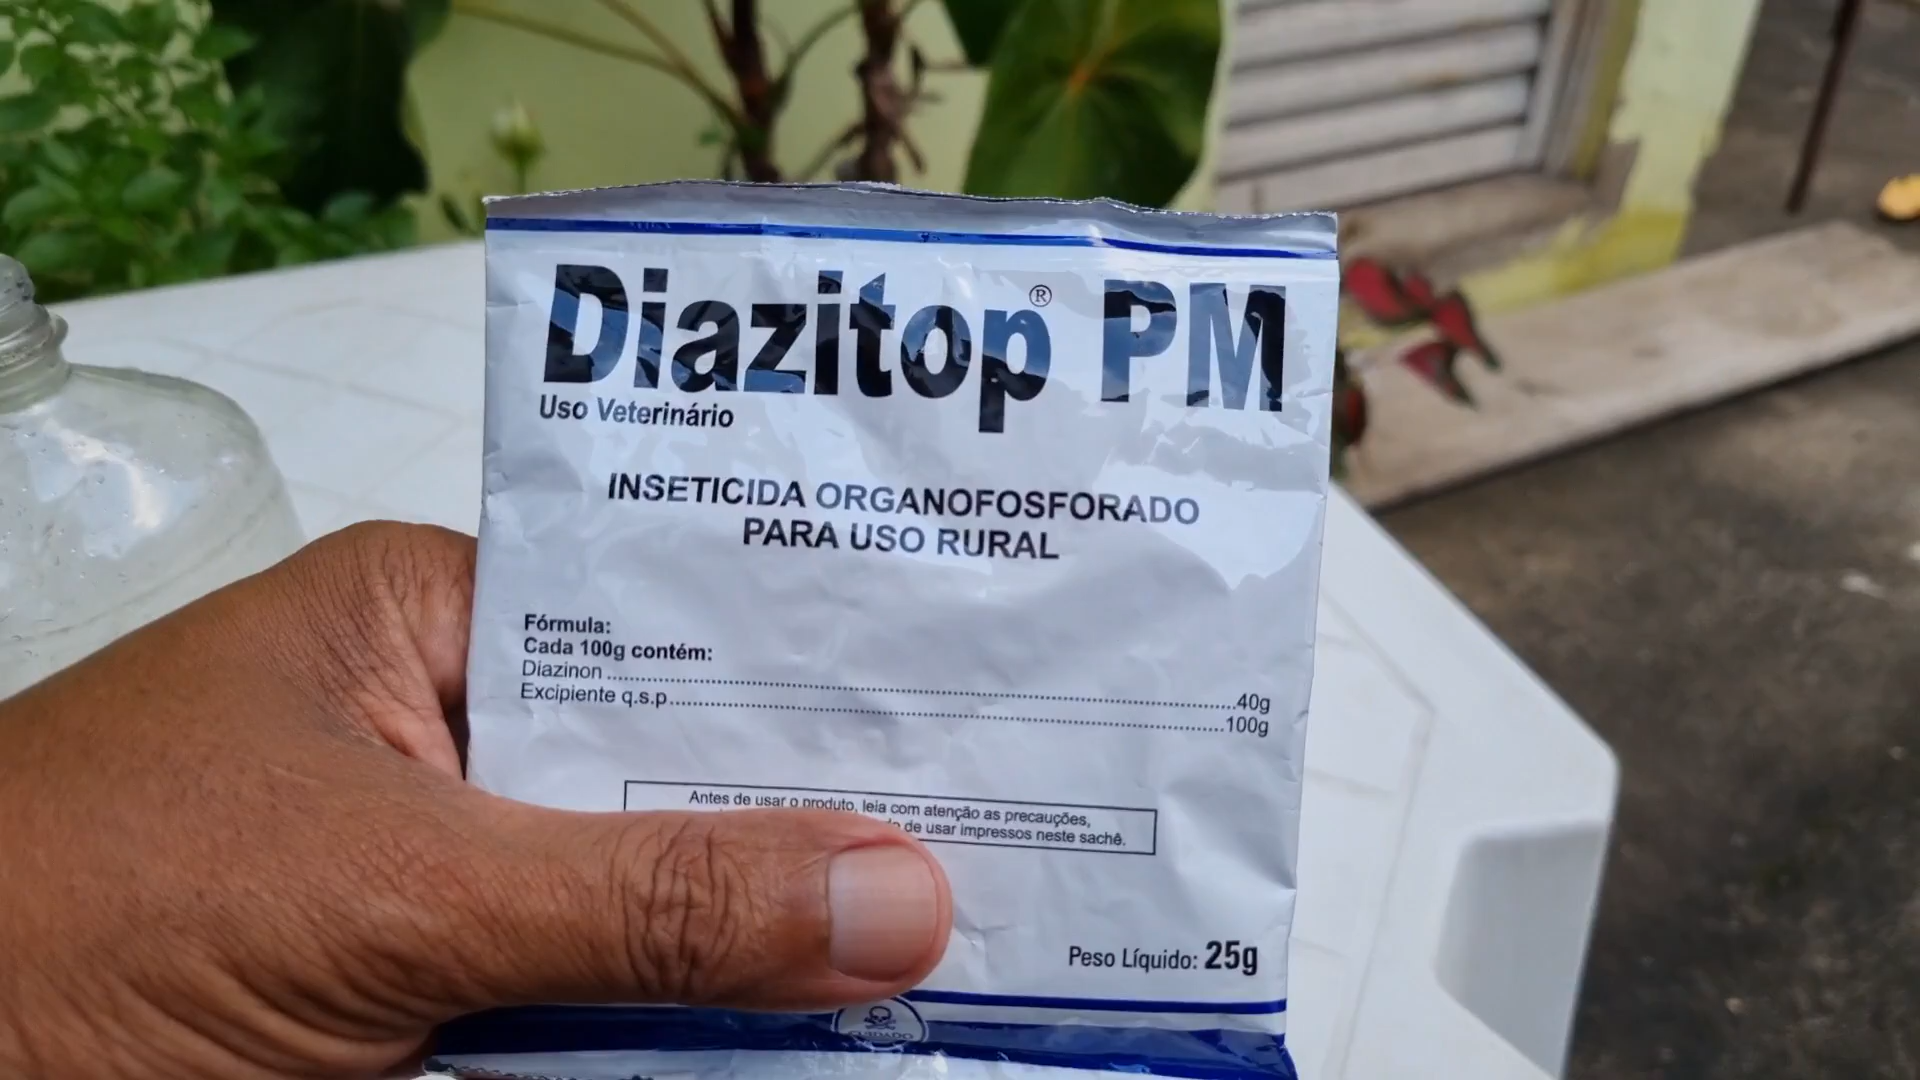 Diazitop® PM
Uso Veterinário
INSETICIDA ORGANOFOSFORADO
PARA USO RURAL
Fórmula:
Cada 100g contém:
Diazinon ........................................................ 40g
Excipiente q.s.p ........................................................ 100g
Antes de usar o produto, leia com atenção as precauções,
de usar impressos neste sachê.
Peso Líquido: 25g
CUIDADO